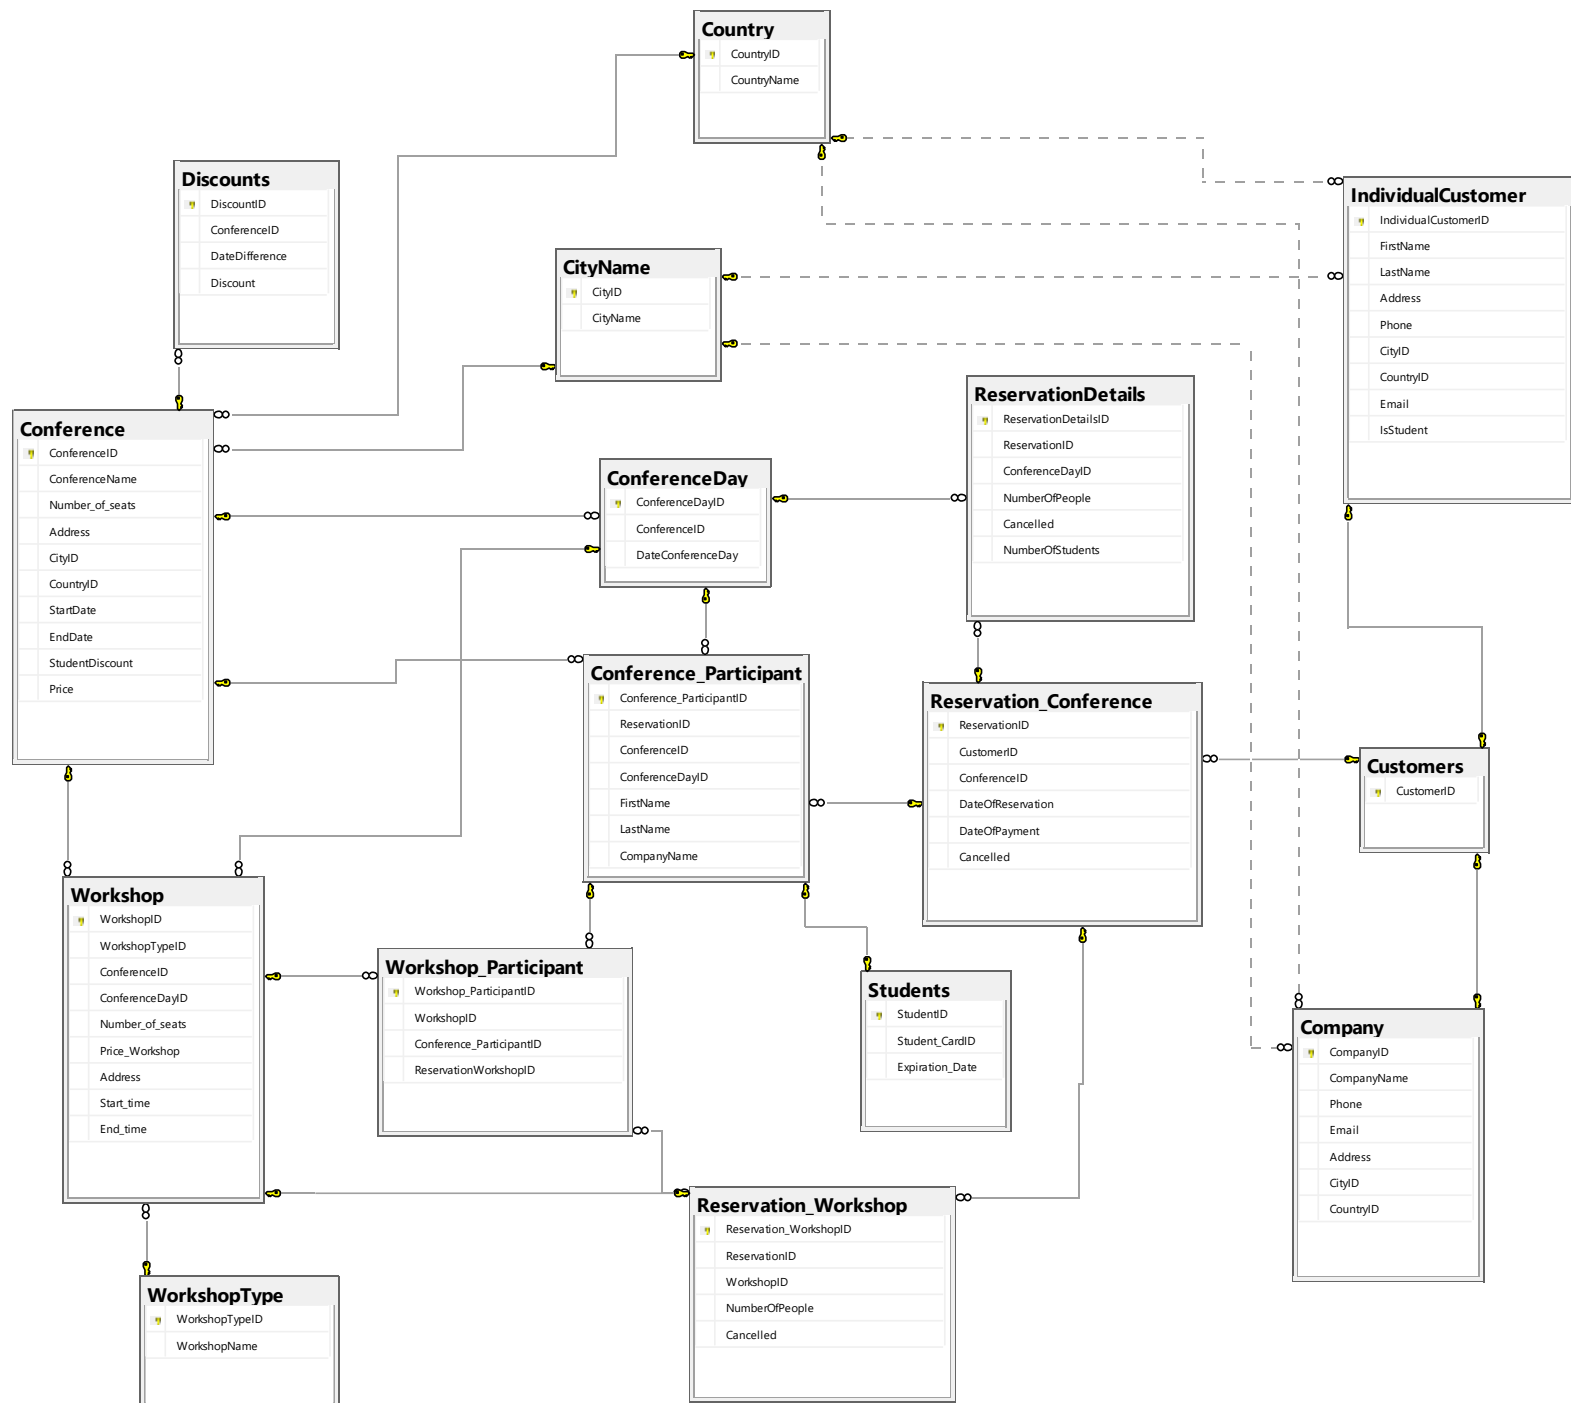 Country
CountryID
CountryName
Discounts
DiscountID
ConferenceID
DateDifference
Discount
IndividualCustomer
IndividualCustomerID
FirstName
LastName
Address
Phone
CityID
CountryID
Email
IsStudent
CityName
CityID
CityName
ReservationDetails
ReservationDetailsID
ReservationID
ConferenceDayID
NumberOfPeople
Cancelled
NumberOfStudents
Conference
ConferenceID
ConferenceName
Number_of_seats
Address
CityID
CountryID
StartDate
EndDate
StudentDiscount
Price
ConferenceDay
ConferenceDayID
ConferenceID
DateConferenceDay
Conference_Participant
Conference_ParticipantID
ReservationID
ConferenceID
ConferenceDayID
FirstName
LastName
CompanyName
Reservation_Conference
ReservationID
CustomerID
ConferenceID
DateOfReservation
DateOfPayment
Cancelled
Customers
CustomerID
Workshop
WorkshopID
WorkshopTypeID
ConferenceID
ConferenceDayID
Number_of_seats
Price_Workshop
Address
Start_time
End_time
Workshop_Participant
Workshop_ParticipantID
WorkshopID
Conference_ParticipantID
ReservationWorkshopID
Students
StudentID
Student_CardID
Expiration_Date
Company
CompanyID
CompanyName
Phone
Email
Address
CityID
CountryID
Reservation_Workshop
Reservation_WorkshopID
ReservationID
WorkshopID
NumberOfPeople
Cancelled
WorkshopType
WorkshopTypeID
WorkshopName